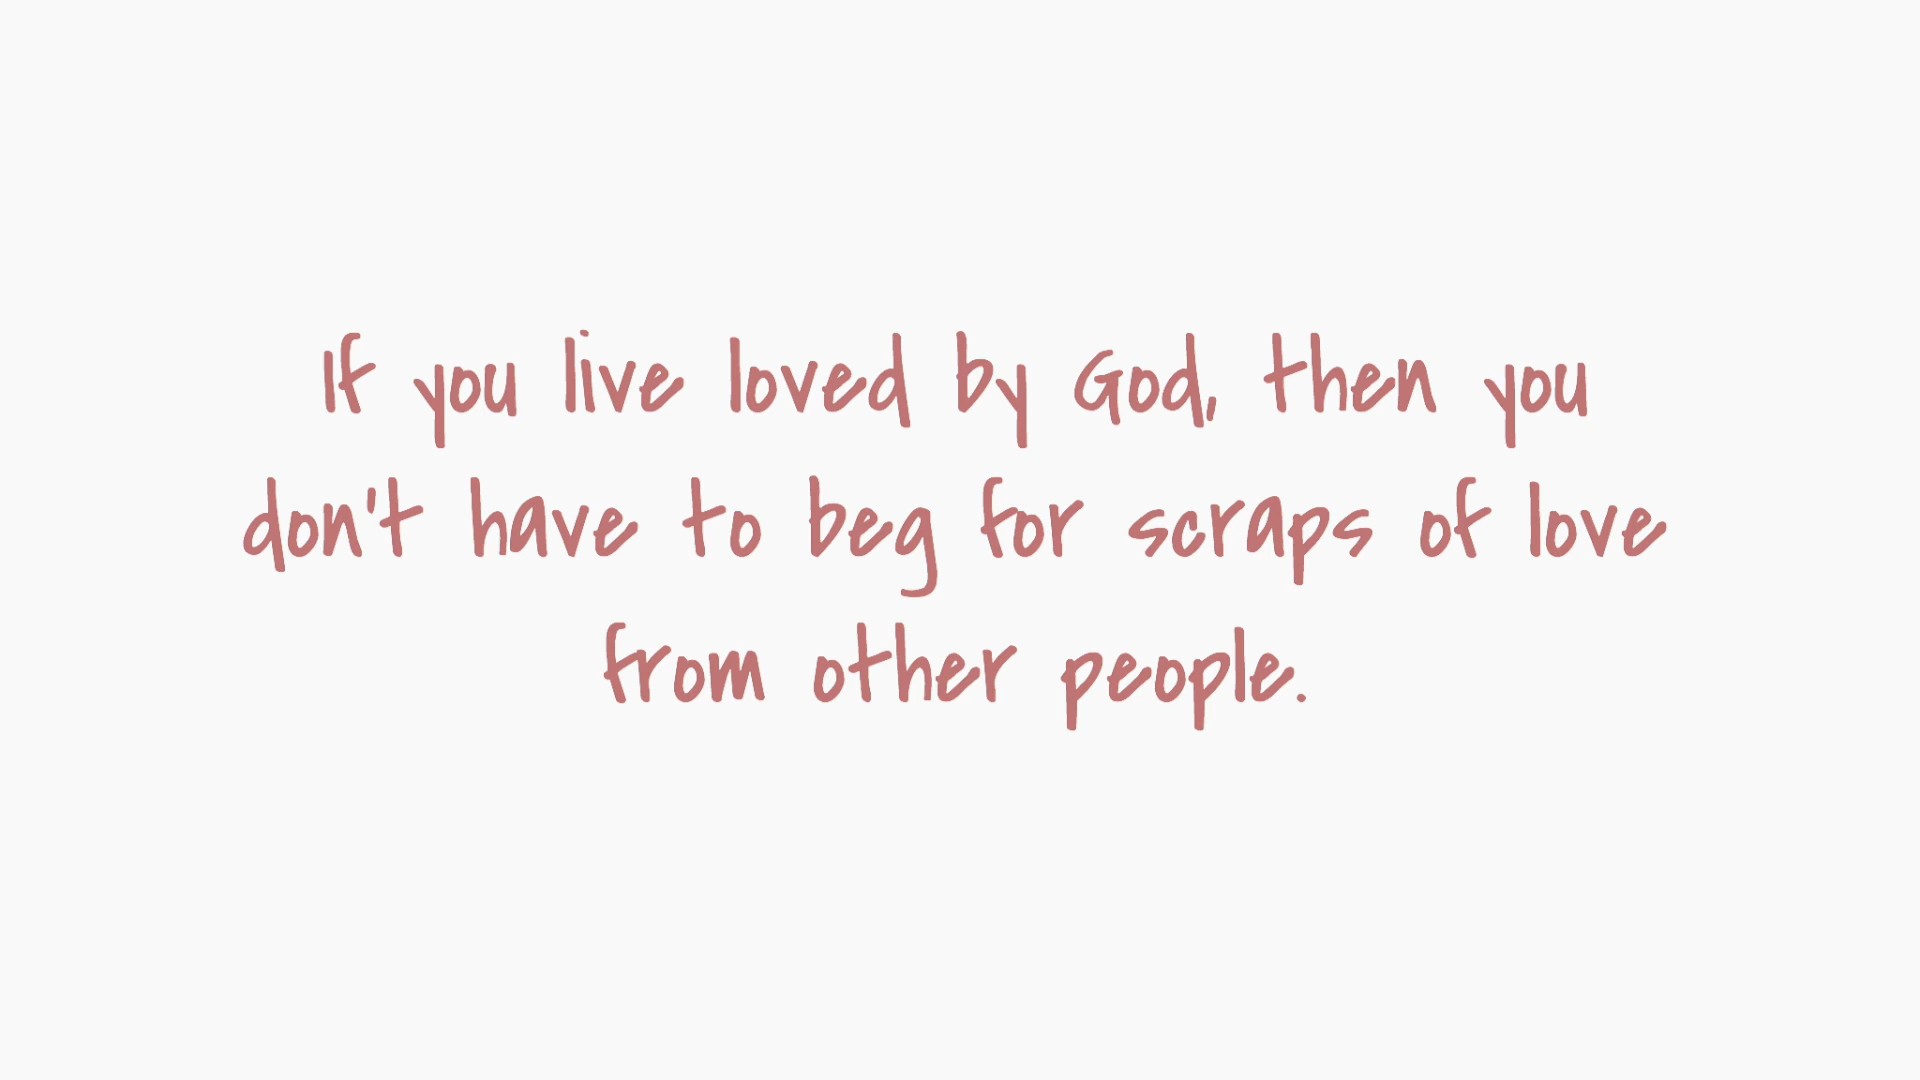 If you live loved by God, then you
don't have to beg for scraps of love
from other people.